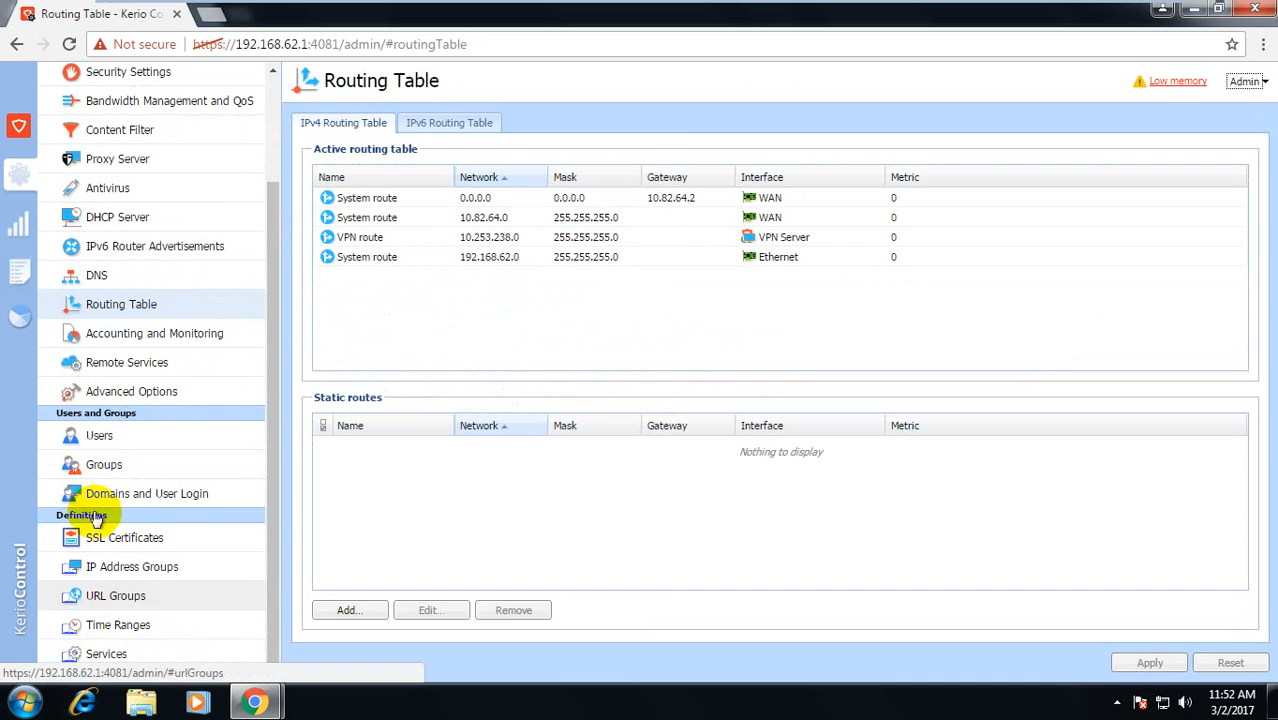 Routing Table - Kerio Co
Not secure
https://192.168.62.1:4081/admin/#routingTable
Security Settings
Bandwidth Management and QoS
Content Filter
Proxy Server
Antivirus
DHCP Server
IPv6 Router Advertisements
DNS
Routing Table
Accounting and Monitoring
Remote Services
Advanced Options
Users and Groups
Users
Groups
Domains and User Login
Definitions
SSL Certificates
IP Address Groups
URL Groups
Time Ranges
Services
KerioControl
Routing Table
Low memory
Admin
IPv4 Routing Table IPv6 Routing Table
Active routing table
Name Network Mask Gateway Interface Metric
System route 0.0.0.0 0.0.0.0 10.82.64.2 WAN 0
System route 10.82.64.0 255.255.255.0 WAN 0
VPN route 10.253.238.0 255.255.255.0 VPN Server 0
System route 192.168.62.0 255.255.255.0 Ethernet 0
Static routes
Name Network Mask Gateway Interface Metric
Nothing to display
Add... Edit... Remove
Apply Reset
https://192.168.62.1:4081/admin/#urlGroups
11:52 AM
3/2/2017